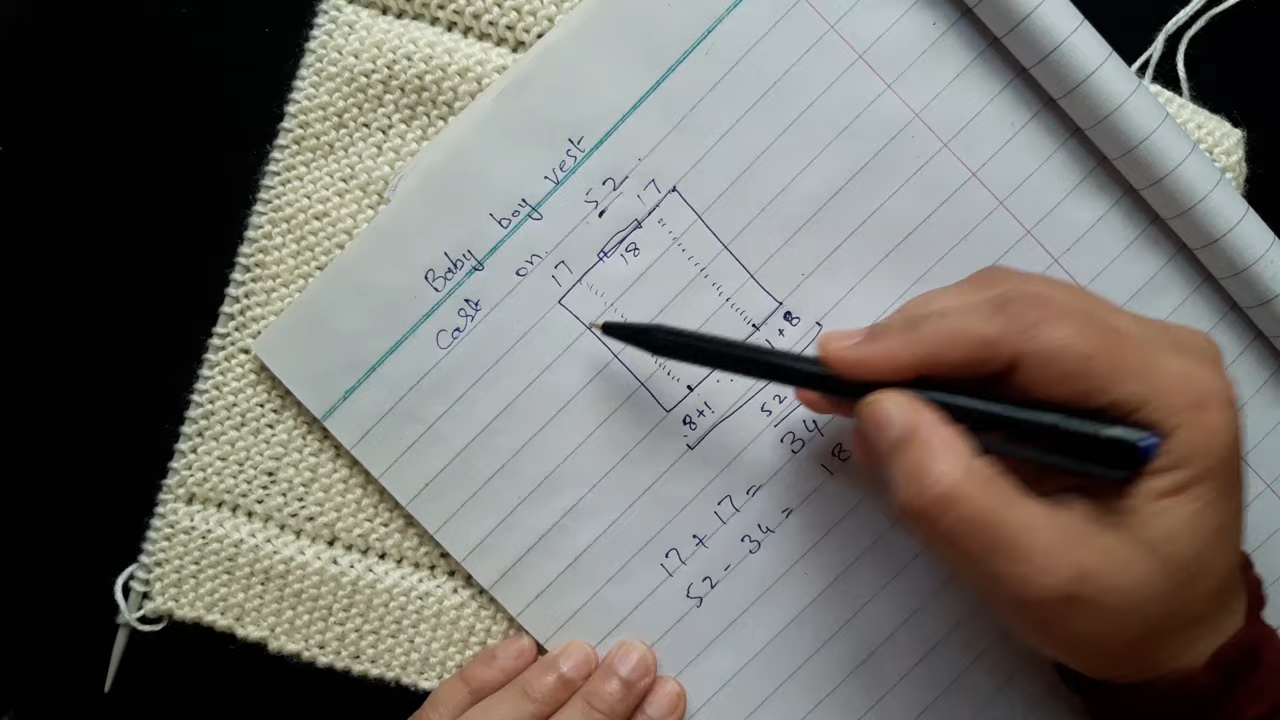 Baby boy vest
Cast on. 52
17 18 17
8+1 1+8
52
17 + 17 = 34
52 - 34 = 18